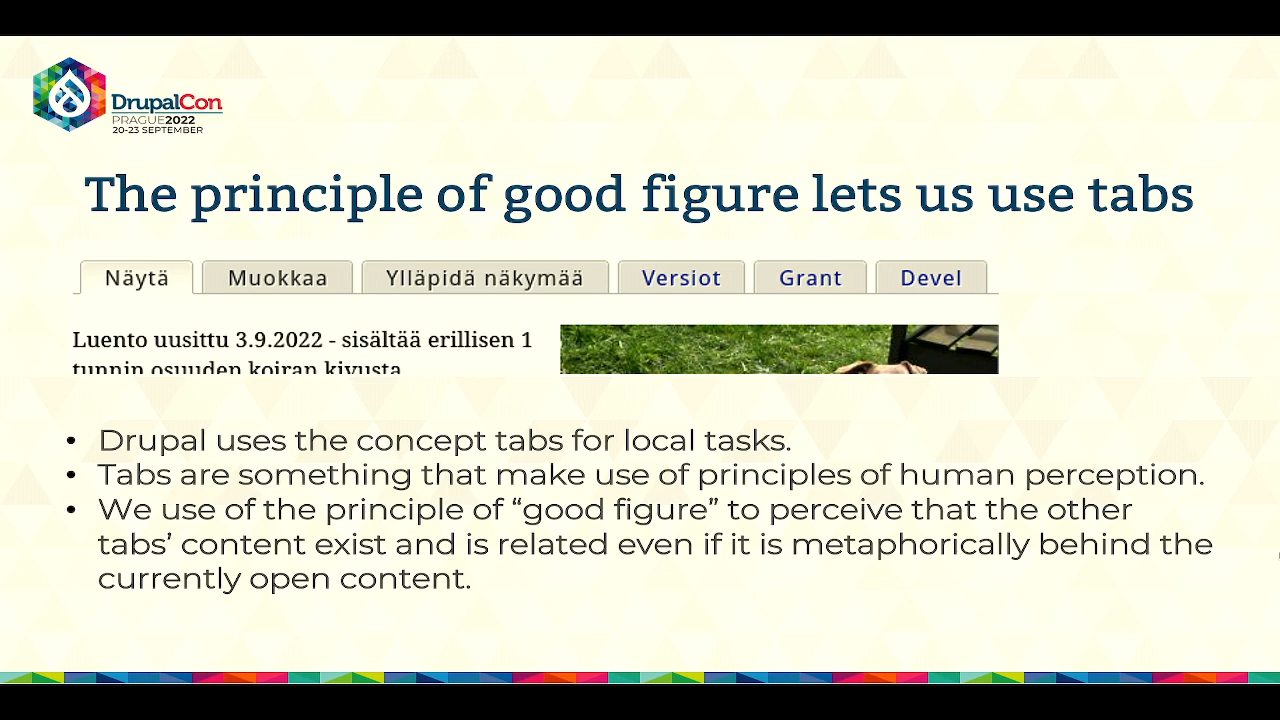 DrupalCon
PRAGUE2022
20-23 SEPTEMBER
The principle of good figure lets us use tabs
Näytä Muokkaa Ylläpidä näkymää Versiot Grant Devel
Luento uusittu 3.9.2022 - sisältää erillisen 1
tunnin osuuden koiran kivusta
• Drupal uses the concept tabs for local tasks.
• Tabs are something that make use of principles of human perception.
• We use of the principle of “good figure” to perceive that the other
tabs’ content exist and is related even if it is metaphorically behind the
currently open content.